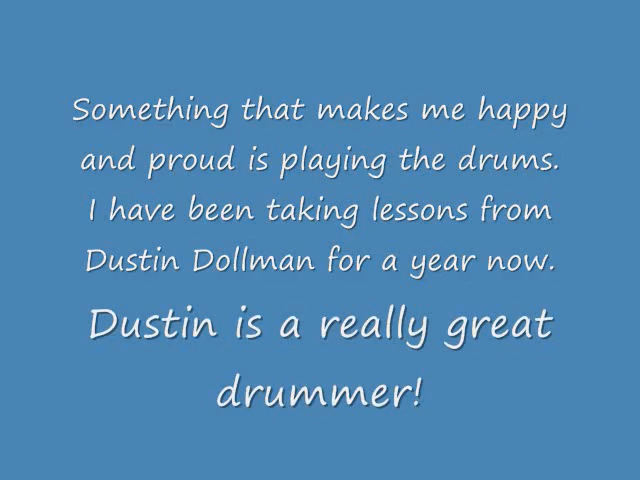 Something that makes me happy
and proud is playing the drums.
I have been taking lessons from
Dustin Dollman for a year now.
Dustin is a really great
drummer!